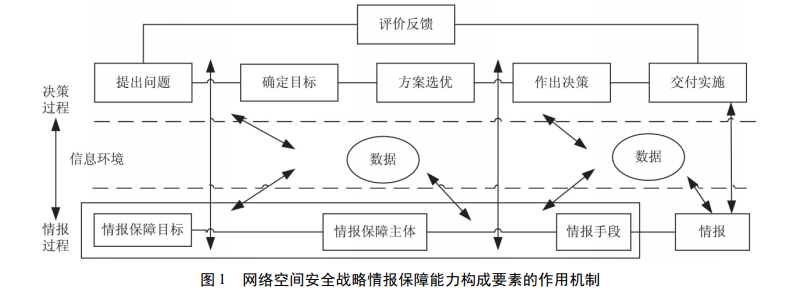 评价反馈
提出问题
确定目标
方案选优
作出决策
交付实施
决策
过程
信息环境
数据
数据
情报
过程
情报保障目标
情报保障主体
情报手段
情报
图1 网络空间安全战略情报保障能力构成要素的作用机制